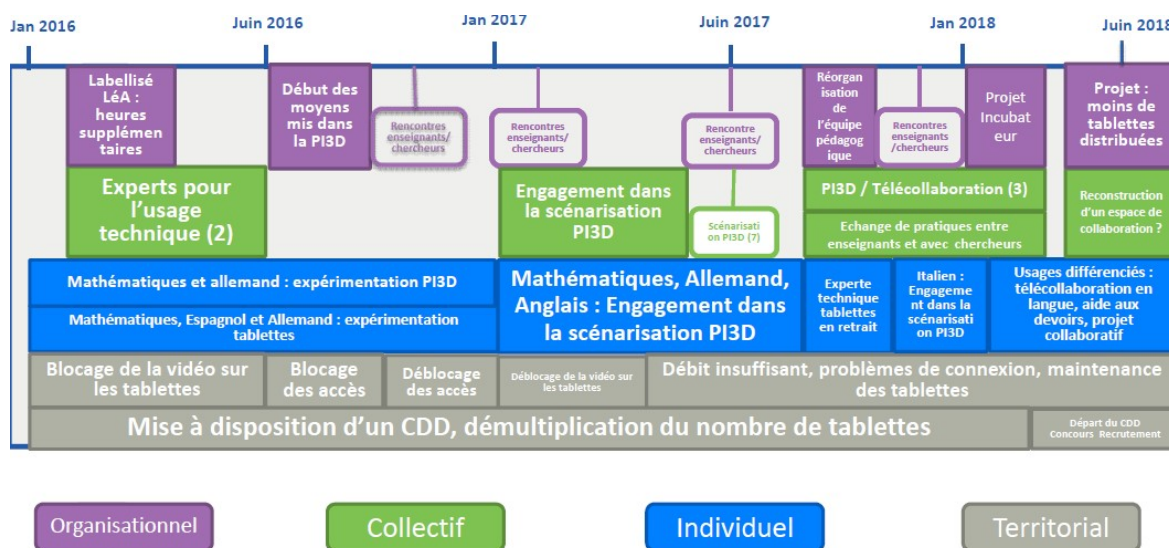 Jan 2016
Juin 2016
Jan 2017
Juin 2017
Jan 2018
Juin 2018
Labellisé
LéA :
heures
supplémen
taires
Début des
moyens
mis dans
la PI3D
Rencontres
enseignants/
chercheurs
Rencontres
enseignants/
chercheurs
Rencontre
enseignants/
chercheurs
Réorgan
isation
de
l'équipe
pédagog
ique
Rencontres
enseignants
/chercheurs
Projet
Incubat
eur
Projet :
moins de
tablettes
distribuées
Experts pour
l'usage
technique (2)
Engagement dans
la scénarisation
PI3D
Scénarisati
on PI3D (7)
PI3D / Télécollaboration (3)
Echange de pratiques entre
enseignants et avec chercheurs
Reconstruction
d'un espace de
collaboration ?
Mathématiques et allemand : expérimentation PI3D
Mathématiques, Espagnol et Allemand : expérimentation
tablettes
Mathématiques, Allemand,
Anglais : Engagement dans
la scénarisation PI3D
Experte
technique
tablettes
en retrait
Italien :
Engageme
nt dans la
scénarisati
on PI3D
Usages différenciés :
télécollaboration en
langue, aide aux
devoirs, projet
collaboratif
Blocage de la vidéo sur
les tablettes
Blocage
des accès
Déblocage
des accès
Déblocage de la vidéo sur
les tablettes
Débit insuffisant, problèmes de connexion, maintenance
des tablettes
Mise à disposition d'un CDD, démultiplication du nombre de tablettes
Départ du CDD
Concours Recrutement
Organisationnel
Collectif
Individuel
Territorial